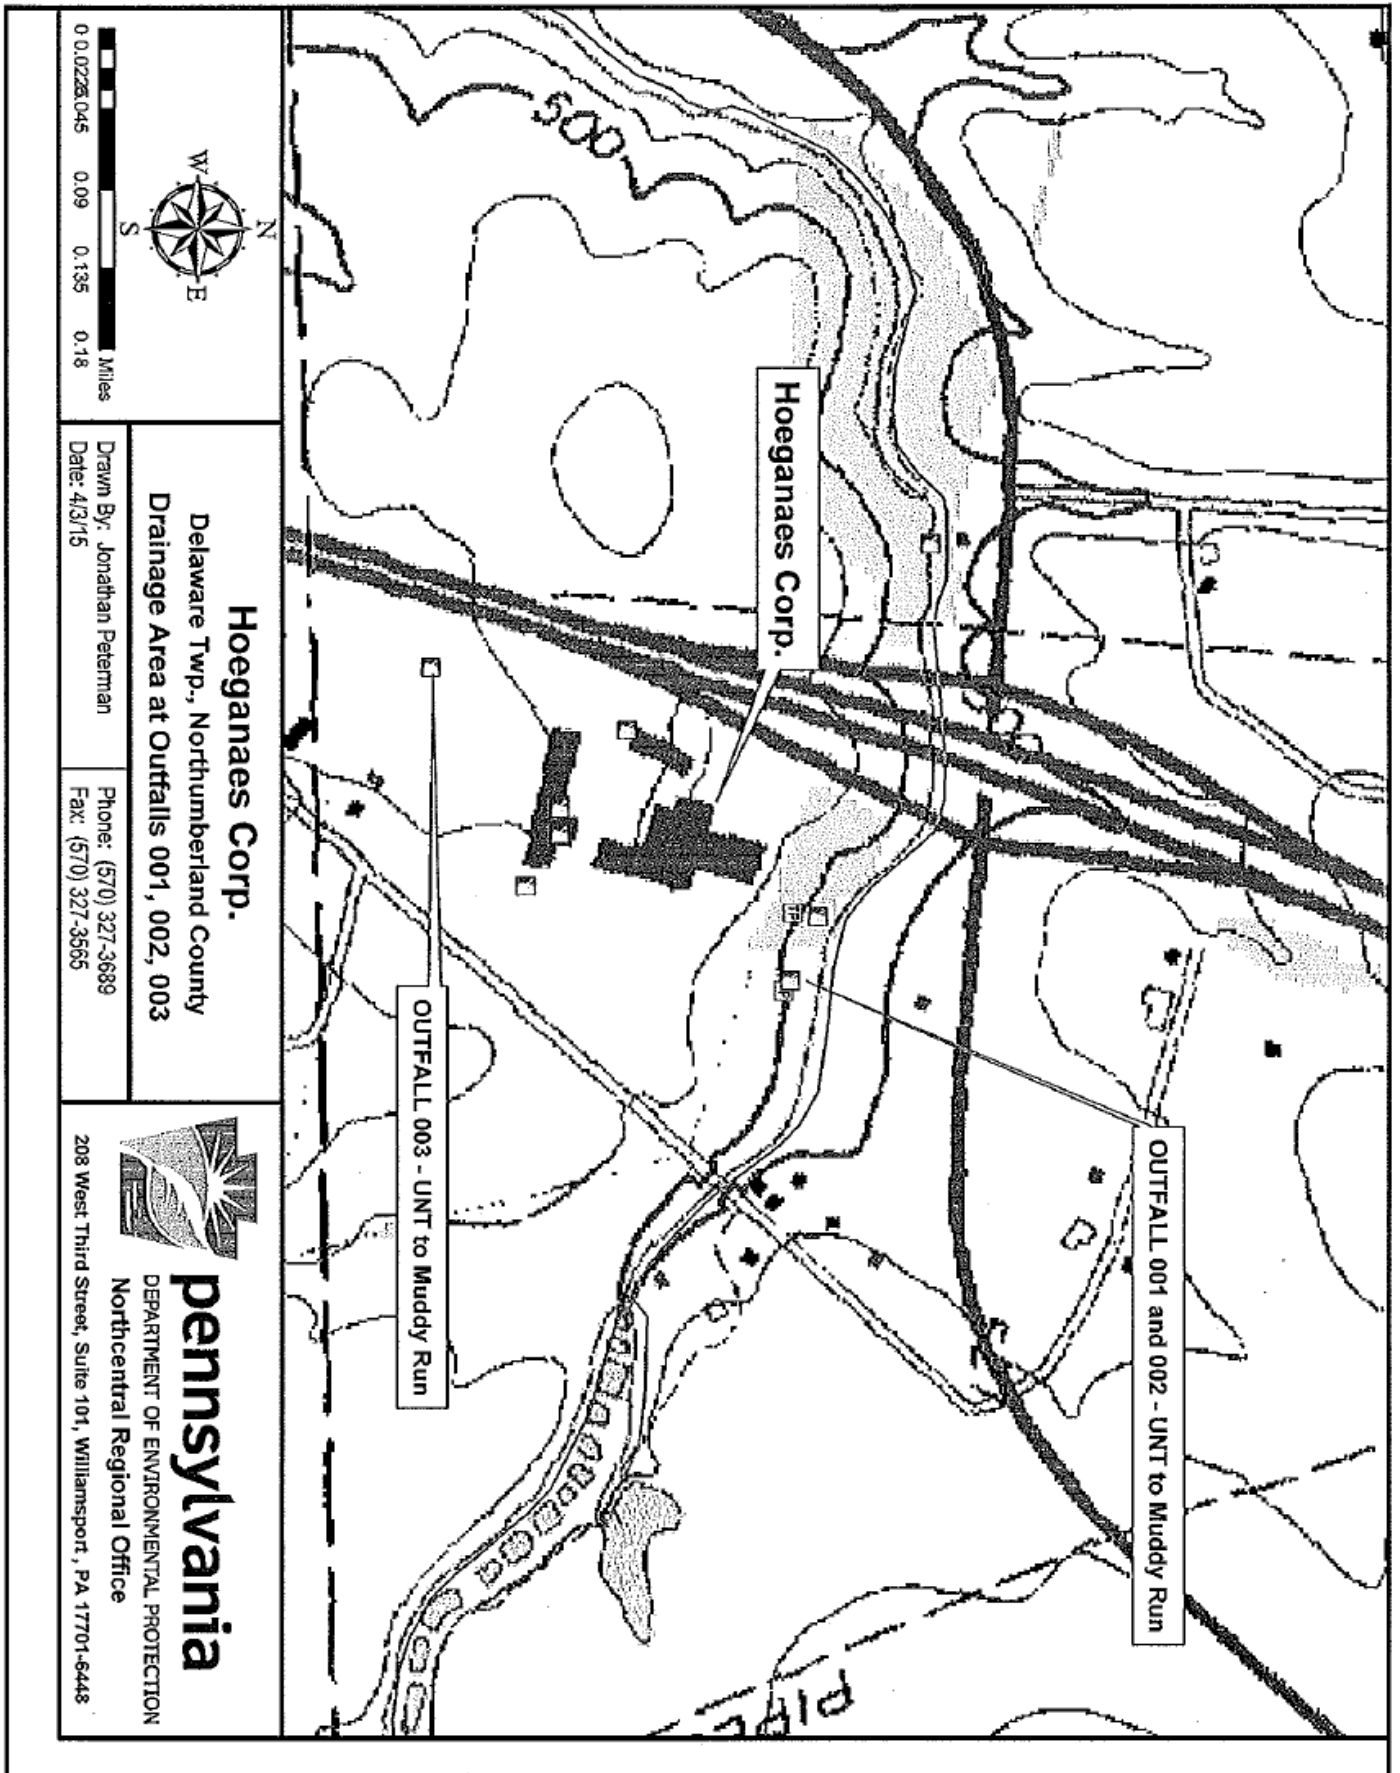 500
Hoeganaes Corp.
OUTFALL 001 and 002 - UNT to Muddy Run
OUTFALL 003 - UNT to Muddy Run
TP
N
W
E
S
0 0.02250.045 0.09 0.135 0.18
Miles
Hoeganaes Corp.
Delaware Twp., Northumberland County
Drainage Area at Outfalls 001, 002, 003
Drawn By: Jonathan Peterman
Date: 4/3/15
Phone: (570) 327-3689
Fax: (570) 327-3565
pennsylvania
DEPARTMENT OF ENVIRONMENTAL PROTECTION
Northcentral Regional Office
208 West Third Street, Suite 101, Williamsport, PA 17701-6448